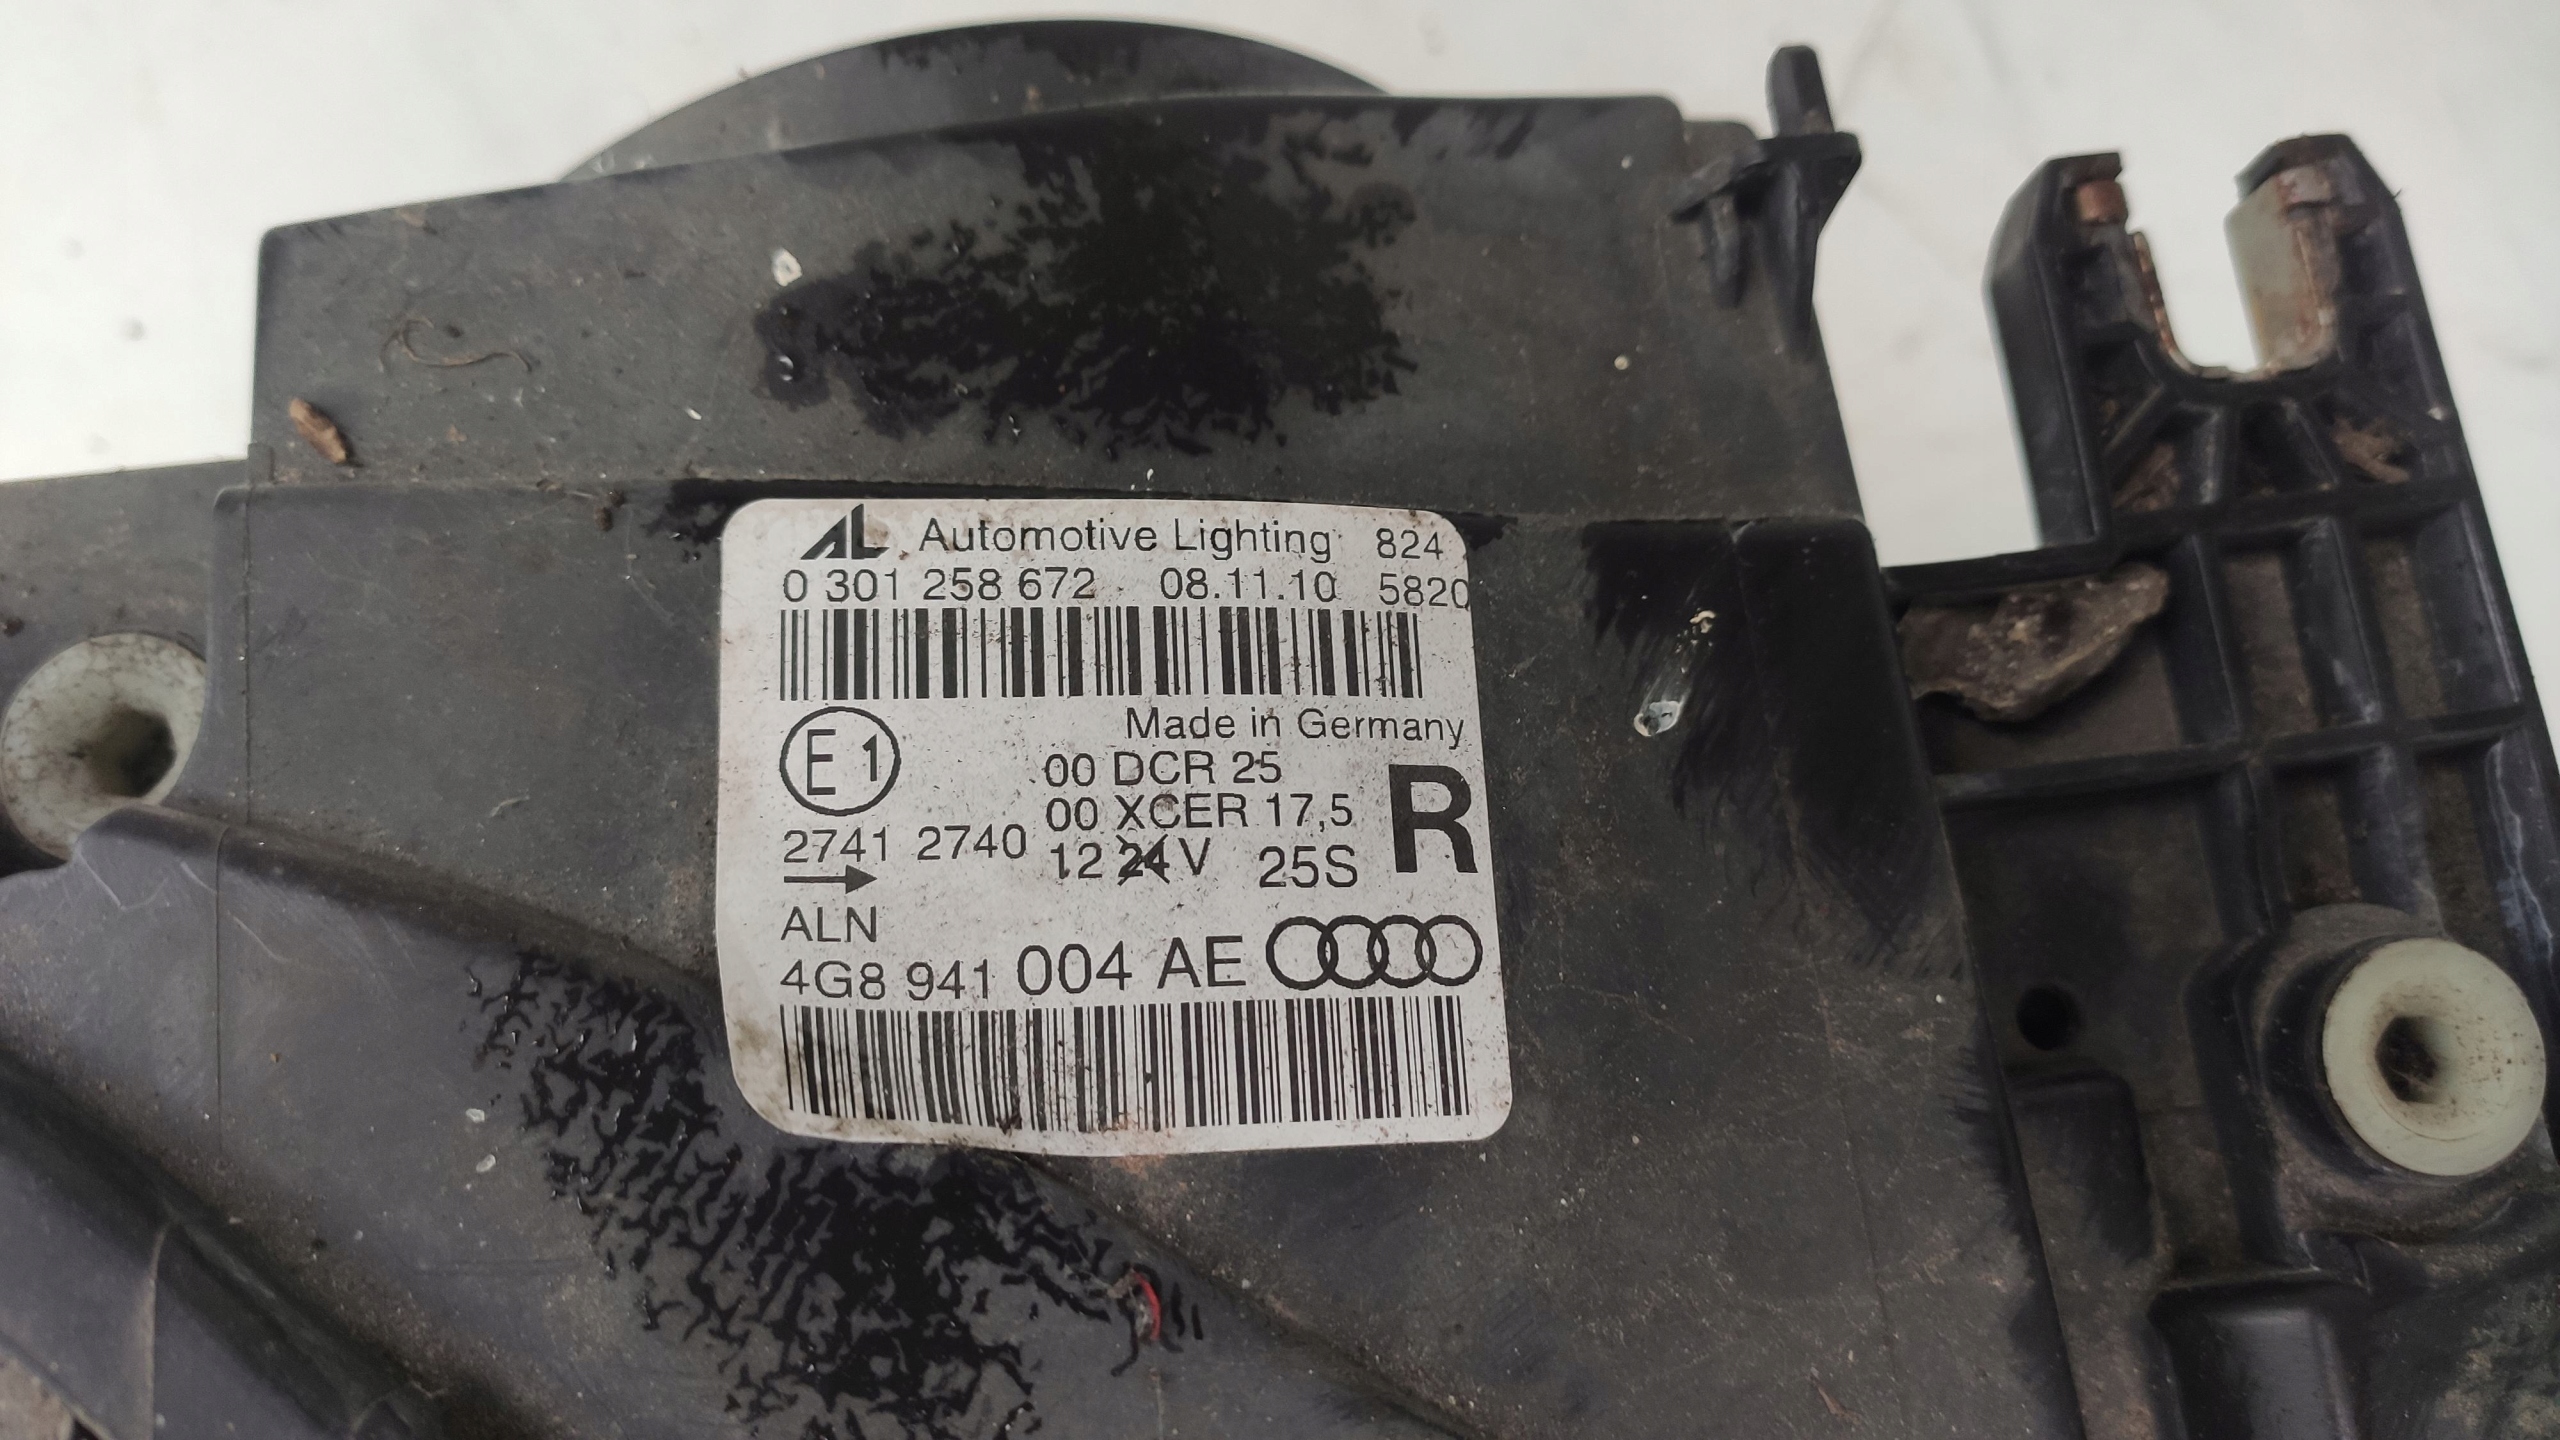 AL Automotive Lighting 824
0 301 258 672 08.11.10 5820
Made in Germany
E1
00 DCR 25
00 XCER 17,5
R
2741 2740
12 24 V 25S
ALN
4G8 941 004 AE